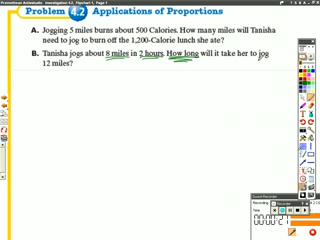 Promethean ActivStudio Investigation 4.2, Flipchart 1, Page 1
Problem 4.2 Applications of Proportions
A. Jogging 5 miles burns about 500 Calories. How many miles will Tanisha
need to jog to burn off the 1,200-Calorie lunch she ate?
B. Tanisha jogs about 8 miles in 2 hours. How long will it take her to jog
12 miles?
00:00:21